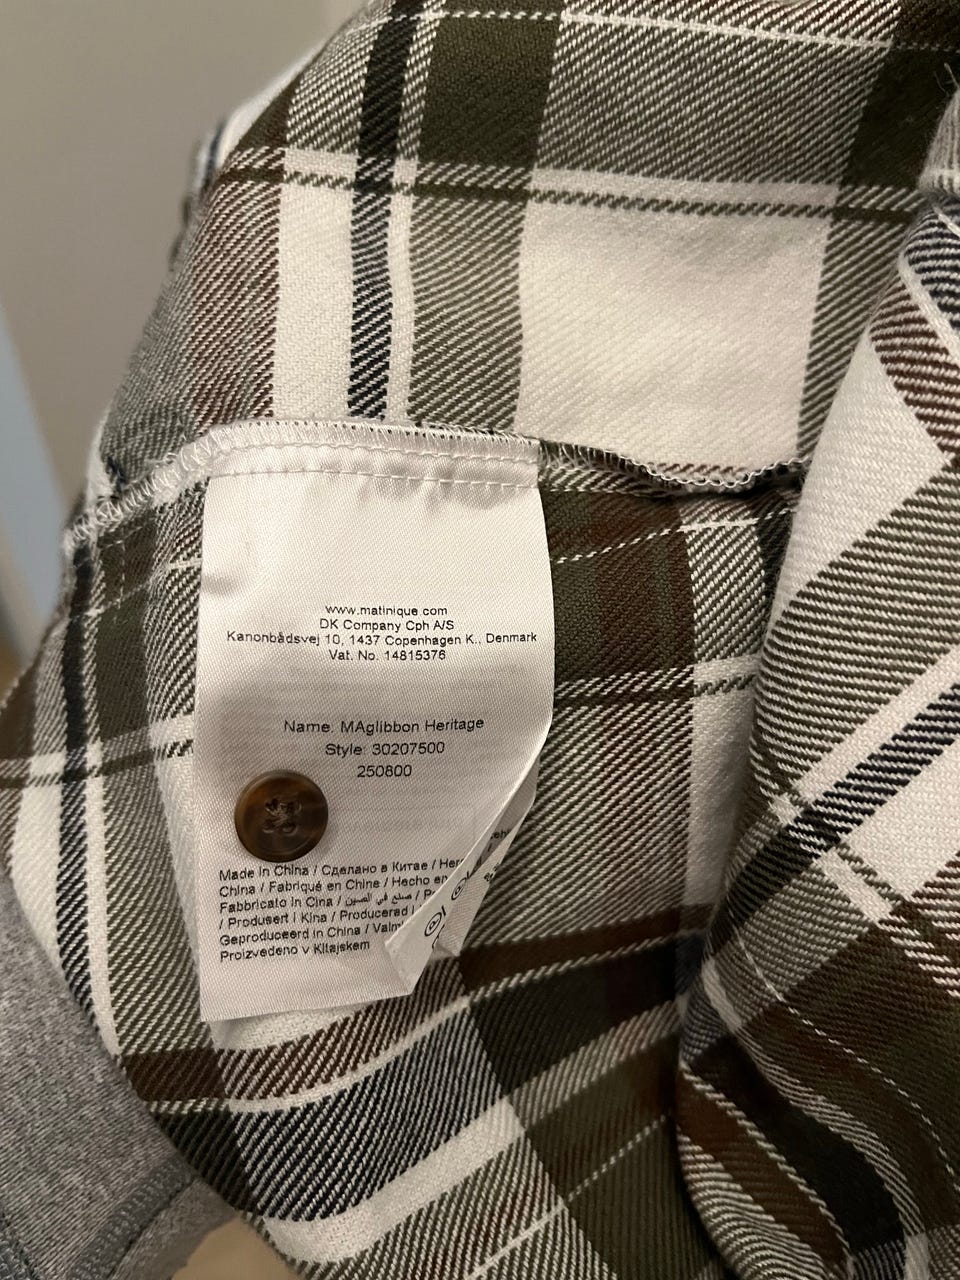 www.matinique.com
DK Company Cph A/S
Kanonbådsvej 10, 1437 Copenhagen K., Denmark
Vat. No. 14815376
Name: MAglibbon Heritage
Style: 30207500
250800
Made in China / Сделано в Китае /
China / Fabriqué en Chine / Hecho en
Fabbricato in Cina / صنع في الصين /
/ Produsert i Kina / Producerad i
Geproduceerd in China /
Proizvedeno v Kitajskem